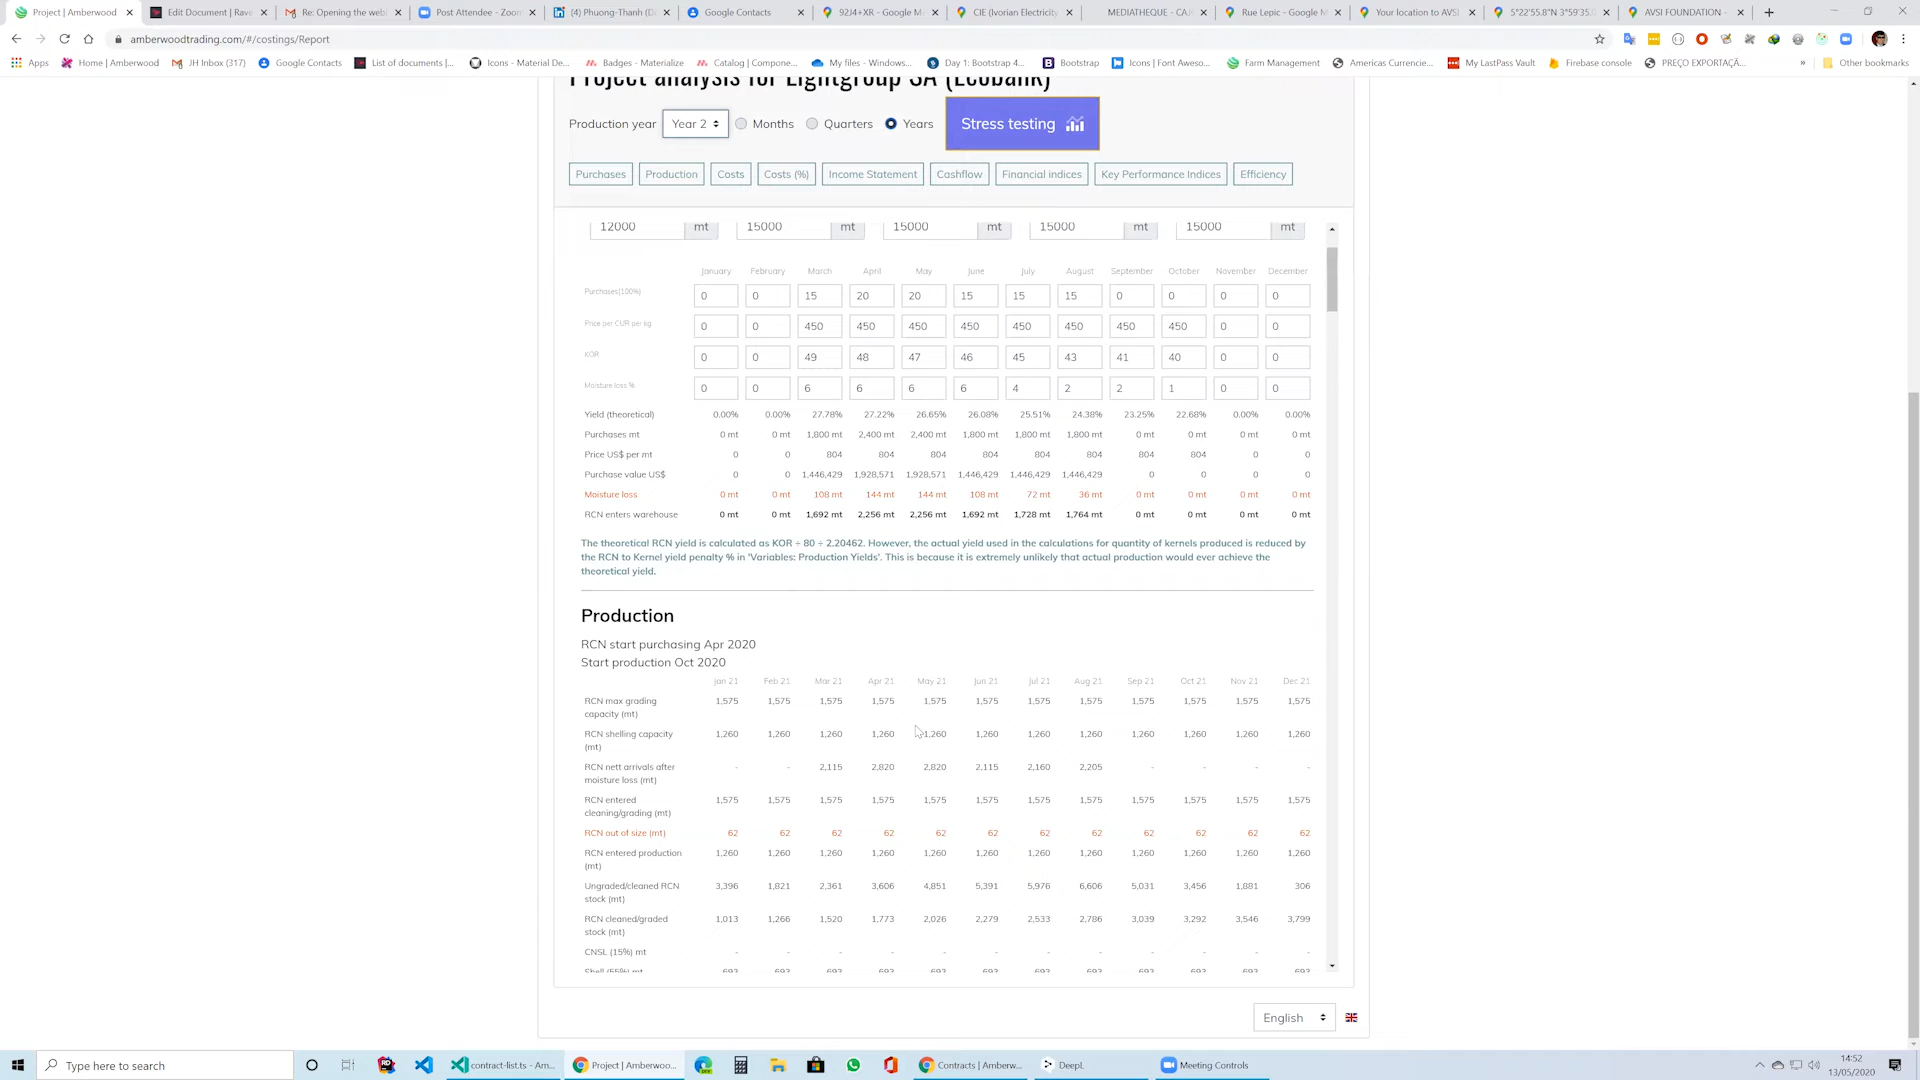 Project | Amberwood
Edit Document | Rave
Re: Opening the webi
Post Attendee - Zoom
(4) Phuong-Thanh (D
Google Contacts
92J4+XR - Google M
CIE (Ivorian Electricity
MEDIATHEQUE - CAJ
Rue Lepic - Google M
Your location to AVSI
5°22'55.8"N 3°59'35.0
AVSI FOUNDATION -
amberwoodtrading.com/#/costings/Report
Apps
Home | Amberwood
JH Inbox (317)
Google Contacts
List of documents |...
Icons - Material De...
Badges - Materialize
Catalog | Compone...
My files - Windows...
Day 1: Bootstrap 4...
Bootstrap
Icons | Font Aweso...
Farm Management
Americas Currencie...
My LastPass Vault
Firebase console
PREÇO EXPORTAÇÃ...
Other bookmarks
Project analysis for Lightgroup SA (Ecobank)
Production year Year 2 Months Quarters Years Stress testing
Purchases Production Costs Costs (%) Income Statement Cashflow Financial indices Key Performance Indices Efficiency
12000 mt 15000 mt 15000 mt 15000 mt 15000 mt
January February March April May June July August September October November December
Purchases(100%) 0 0 15 20 20 15 15 15 0 0 0 0
Price per CUR per kg 0 0 450 450 450 450 450 450 450 450 0 0
KOR 0 0 49 48 47 46 45 43 41 40 0 0
Moisture loss % 0 0 6 6 6 6 4 2 2 1 0 0
Yield (theoretical) 0.00% 0.00% 27.78% 27.22% 26.65% 26.08% 25.51% 24.38% 23.25% 22.68% 0.00% 0.00%
Purchases mt 0 mt 0 mt 1,800 mt 2,400 mt 2,400 mt 1,800 mt 1,800 mt 1,800 mt 0 mt 0 mt 0 mt 0 mt
Price US$ per mt 0 0 804 804 804 804 804 804 804 804 0 0
Purchase value US$ 0 0 1,446,429 1,928,571 1,928,571 1,446,429 1,446,429 1,446,429 0 0 0 0
Moisture loss 0 mt 0 mt 108 mt 144 mt 144 mt 108 mt 72 mt 36 mt 0 mt 0 mt 0 mt 0 mt
RCN enters warehouse 0 mt 0 mt 1,692 mt 2,256 mt 2,256 mt 1,692 mt 1,728 mt 1,764 mt 0 mt 0 mt 0 mt 0 mt
The theoretical RCN yield is calculated as KOR ÷ 80 ÷ 2.20462. However, the actual yield used in the calculations for quantity of kernels produced is reduced by
the RCN to Kernel yield penalty % in 'Variables: Production Yields'. This is because it is extremely unlikely that actual production would ever achieve the
theoretical yield.
Production
RCN start purchasing Apr 2020
Start production Oct 2020
Jan 21 Feb 21 Mar 21 Apr 21 May 21 Jun 21 Jul 21 Aug 21 Sep 21 Oct 21 Nov 21 Dec 21
RCN max grading 1,575 1,575 1,575 1,575 1,575 1,575 1,575 1,575 1,575 1,575 1,575 1,575
capacity (mt)
RCN shelling capacity 1,260 1,260 1,260 1,260 1,260 1,260 1,260 1,260 1,260 1,260 1,260 1,260
(mt)
RCN nett arrivals after - - 2,115 2,820 2,820 2,115 2,160 2,205 - - - -
moisture loss (mt)
RCN entered 1,575 1,575 1,575 1,575 1,575 1,575 1,575 1,575 1,575 1,575 1,575 1,575
cleaning/grading (mt)
RCN out of size (mt) 62 62 62 62 62 62 62 62 62 62 62 62
RCN entered production 1,260 1,260 1,260 1,260 1,260 1,260 1,260 1,260 1,260 1,260 1,260 1,260
(mt)
Ungraded/cleaned RCN 3,396 1,821 2,361 3,606 4,851 5,391 5,976 6,606 5,031 3,456 1,881 306
stock (mt)
RCN cleaned/graded 1,013 1,266 1,520 1,773 2,026 2,279 2,533 2,786 3,039 3,292 3,546 3,799
stock (mt)
CNSL (15%) mt - - - - - - - - - - - -
Shell (55%) mt 693 693 693 693 693 693 693 693 693 693 693 693
English
Type here to search
contract-list.ts - Am...
Project | Amberwoo...
Contracts | Amberw...
DeepL
Meeting Controls
14:52
13/05/2020